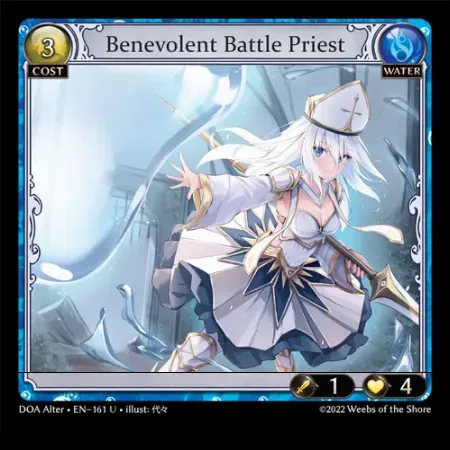 3
Benevolent Battle Priest
COST
WATER
1
4
DOA Alter • EN-161 U • illust: 代々
©2022 Weebs of the Shore